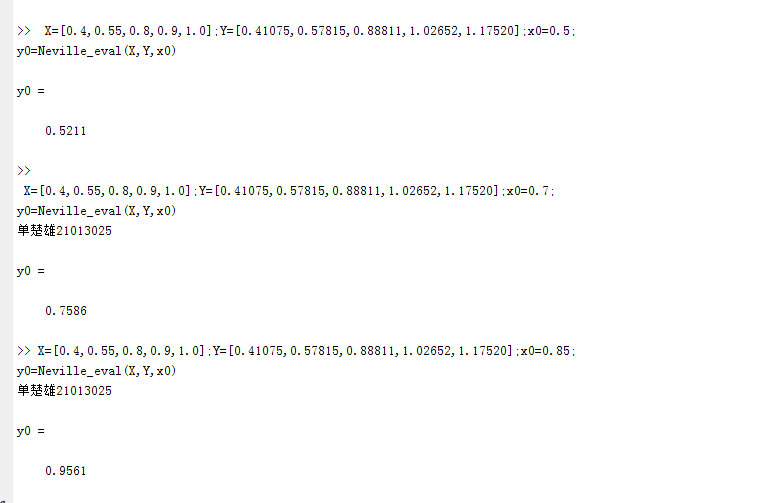 >>  X=[0.4,0.55,0.8,0.9,1.0];Y=[0.41075,0.57815,0.88811,1.02652,1.17520];x0=0.5;
y0=Neville_eval(X,Y,x0)
y0 =
0.5211
>>
X=[0.4,0.55,0.8,0.9,1.0];Y=[0.41075,0.57815,0.88811,1.02652,1.17520];x0=0.7;
y0=Neville_eval(X,Y,x0)
单楚雄21013025
y0 =
0.7586
>> X=[0.4,0.55,0.8,0.9,1.0];Y=[0.41075,0.57815,0.88811,1.02652,1.17520];x0=0.85;
y0=Neville_eval(X,Y,x0)
单楚雄21013025
y0 =
0.9561